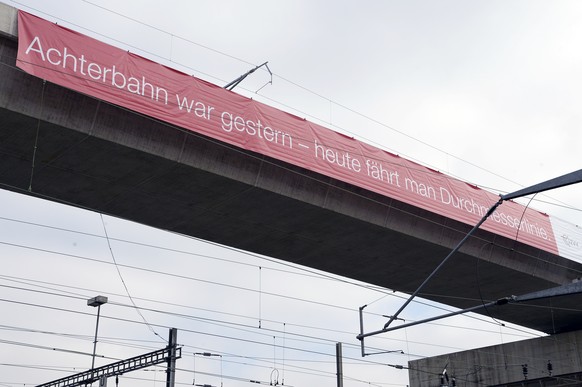 Achterbahn war gestern – heute fährt man Durchmesserlinie.